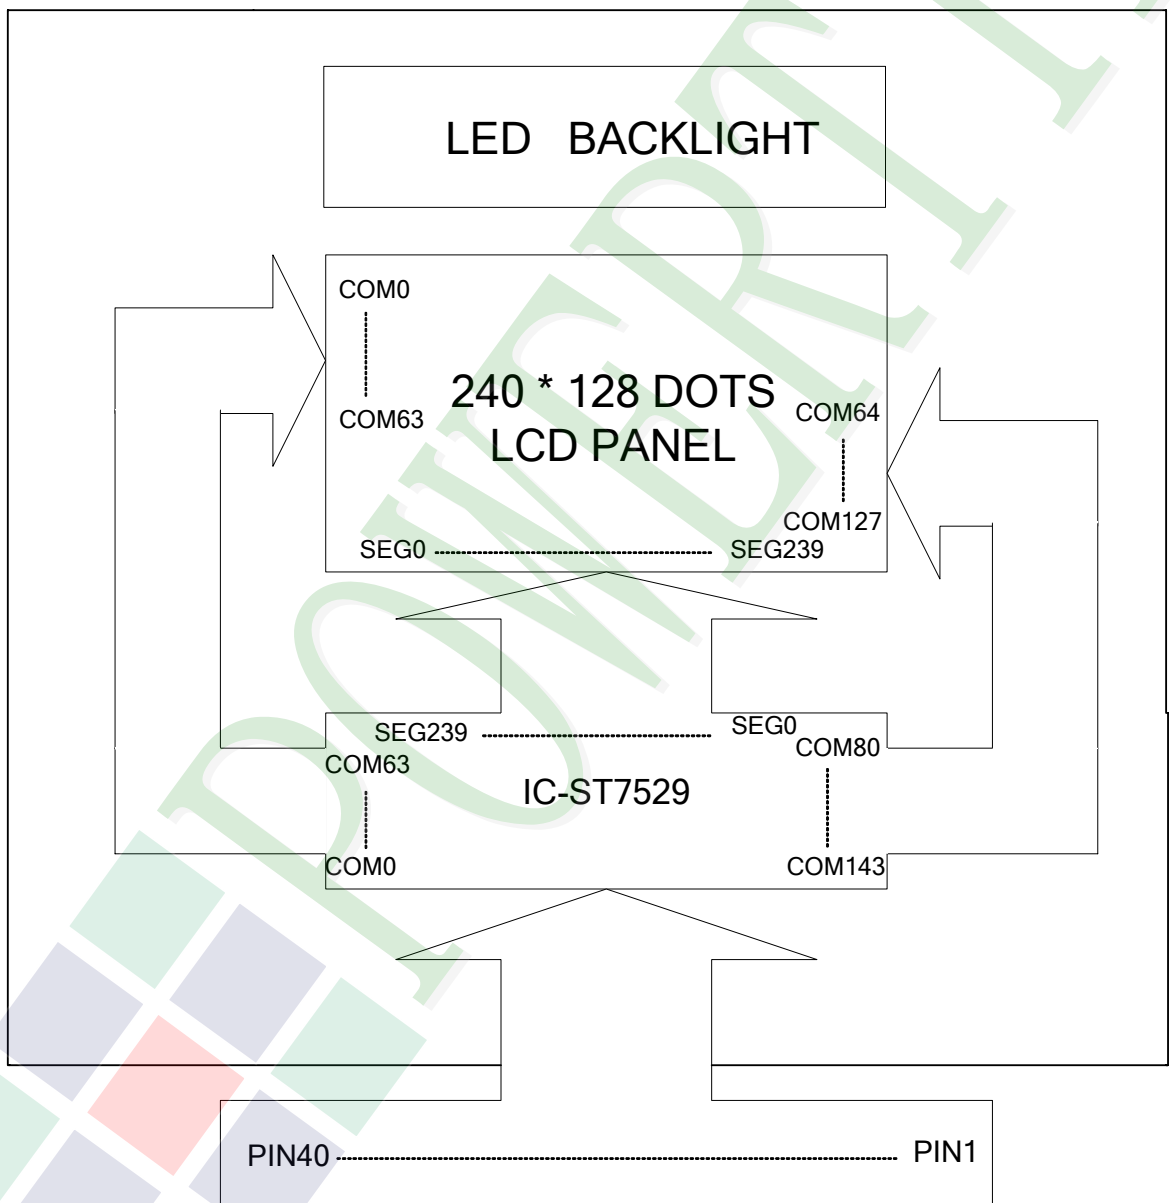 LED BACKLIGHT
COM0
COM63
240 * 128 DOTS
LCD PANEL
COM64
COM127
SEG0
SEG239
SEG239
SEG0
COM63
COM80
IC-ST7529
COM0
COM143
PIN40
PIN1
POWERTI